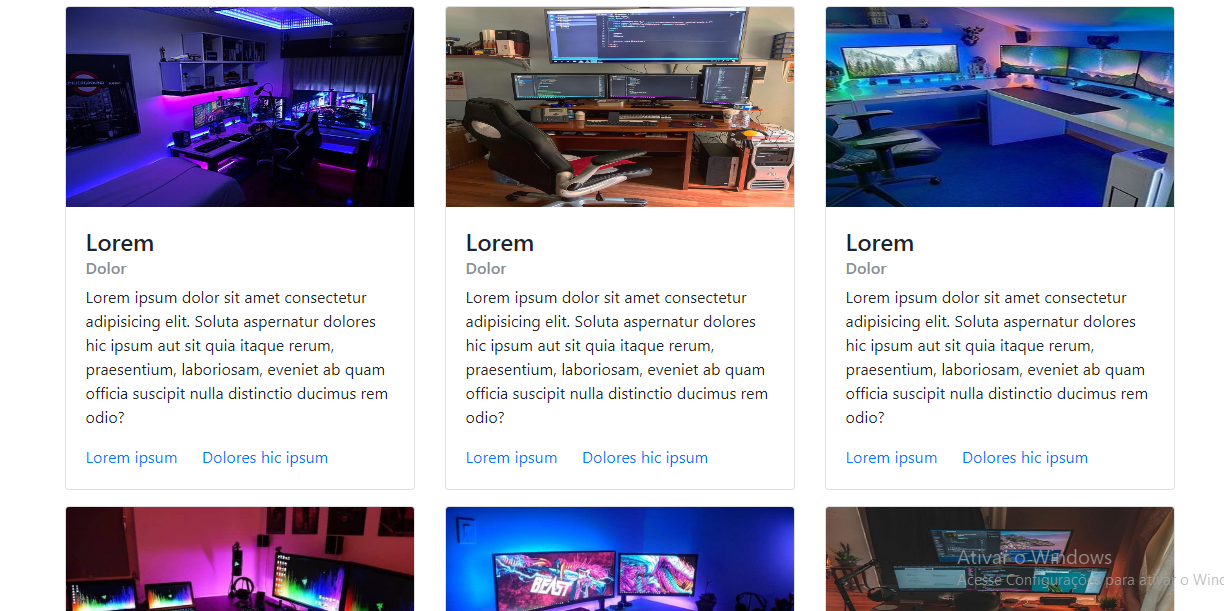 Lorem
Dolor
Lorem ipsum dolor sit amet consectetur
adipisicing elit. Soluta aspernatur dolores
hic ipsum aut sit quia itaque rerum,
praesentium, laboriosam, eveniet ab quam
officia suscipit nulla distinctio ducimus rem
odio?
Lorem ipsum Dolores hic ipsum
Lorem
Dolor
Lorem ipsum dolor sit amet consectetur
adipisicing elit. Soluta aspernatur dolores
hic ipsum aut sit quia itaque rerum,
praesentium, laboriosam, eveniet ab quam
officia suscipit nulla distinctio ducimus rem
odio?
Lorem ipsum Dolores hic ipsum
Lorem
Dolor
Lorem ipsum dolor sit amet consectetur
adipisicing elit. Soluta aspernatur dolores
hic ipsum aut sit quia itaque rerum,
praesentium, laboriosam, eveniet ab quam
officia suscipit nulla distinctio ducimus rem
odio?
Lorem ipsum Dolores hic ipsum
BEAST
Ativar o Windows
Acesse Configurações para ativar o Wind